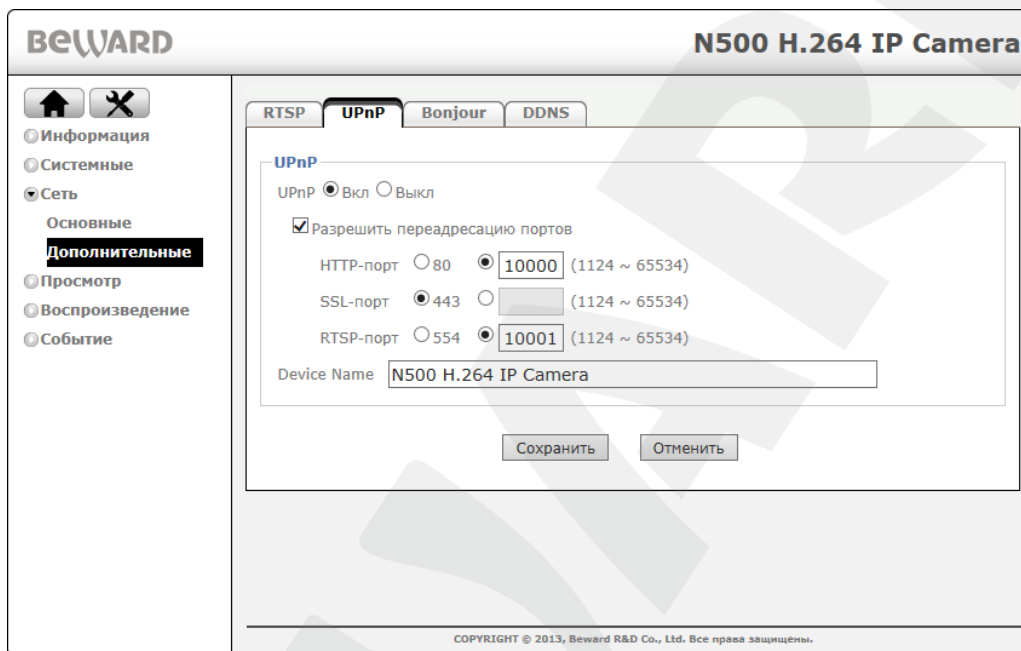 BEWARD
N500 H.264 IP Camera
Информация
Системные
Сеть
Основные
Дополнительные
Просмотр
Воспроизведение
Событие
RTSP UPnP Bonjour DDNS
UPnP
UPnP Вкл Выкл
Разрешить переадресацию портов
HTTP-порт 80 10000 (1124 ~ 65534)
SSL-порт 443 (1124 ~ 65534)
RTSP-порт 554 10001 (1124 ~ 65534)
Device Name N500 H.264 IP Camera
Сохранить Отменить
COPYRIGHT © 2013, Beward R&D Co., Ltd. Все права защищены.